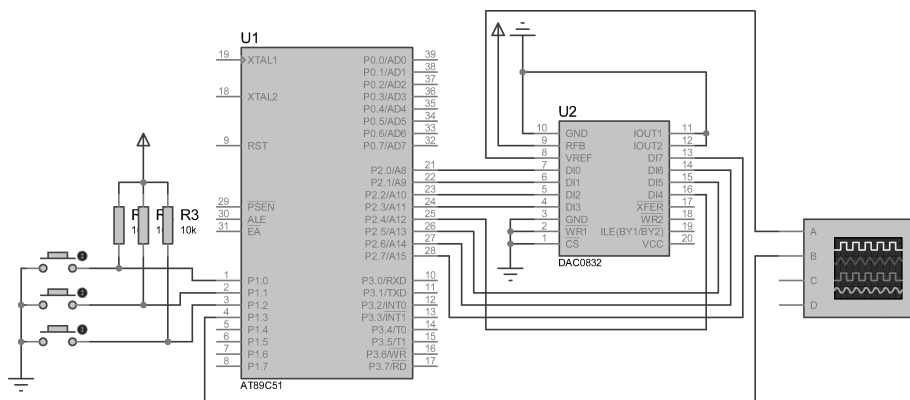 U1
19
XTAL1
18
XTAL2
9
RST
29
PSEN
30
ALE
31
EA
1
P1.0
2
P1.1
3
P1.2
4
P1.3
5
P1.4
6
P1.5
7
P1.6
8
P1.7
P0.0/AD0
39
P0.1/AD1
38
P0.2/AD2
37
P0.3/AD3
36
P0.4/AD4
35
P0.5/AD5
34
P0.6/AD6
33
P0.7/AD7
32
P2.0/A8
21
P2.1/A9
22
P2.2/A10
23
P2.3/A11
24
P2.4/A12
25
P2.5/A13
26
P2.6/A14
27
P2.7/A15
28
P3.0/RXD
10
P3.1/TXD
11
P3.2/INT0
12
P3.3/INT1
13
P3.4/T0
14
P3.5/T1
15
P3.6/WR
16
P3.7/RD
17
AT89C51
R3
10k
U2
10
GND
9
RFB
8
VREF
7
DI0
6
DI1
5
DI2
4
DI3
3
GND
2
WR1
1
CS
IOUT1
11
IOUT2
12
DI7
13
DI6
14
DI5
15
DI4
16
XFER
17
WR2
18
ILE(BY1/BY2)
19
VCC
20
DAC0832
A
B
C
D